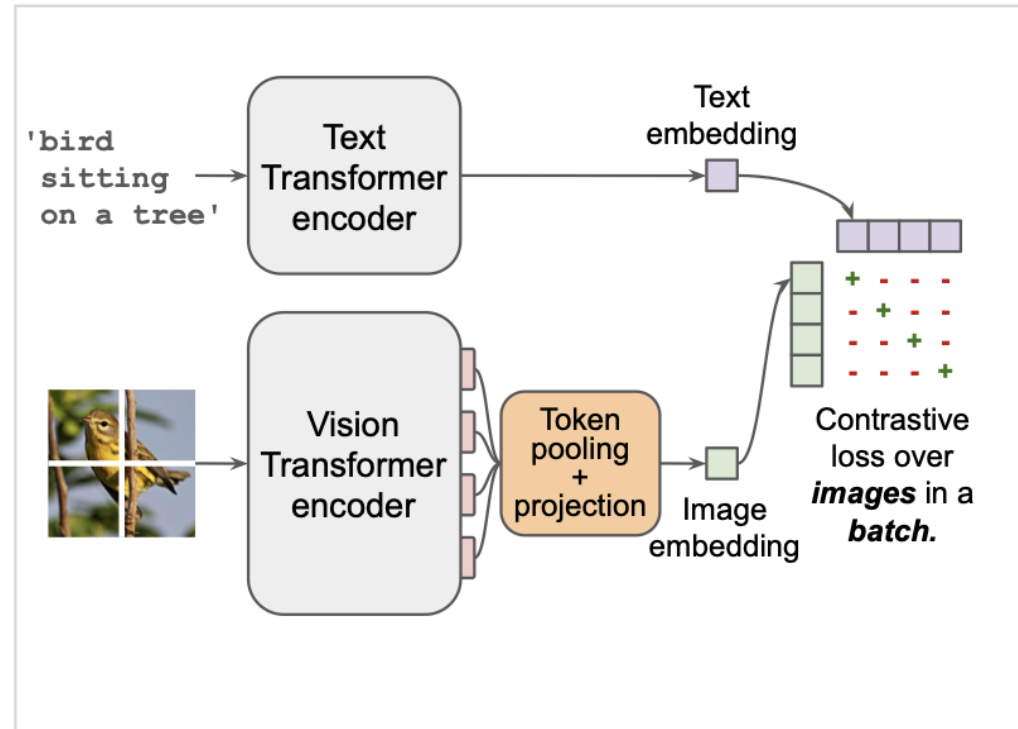 'bird
sitting
on a tree'
Text
Transformer
encoder
Text
embedding
Vision
Transformer
encoder
Token
pooling
+
projection
Image
embedding
+ - - -
- + - -
- - + -
- - - +
Contrastive
loss over
images in a
batch.